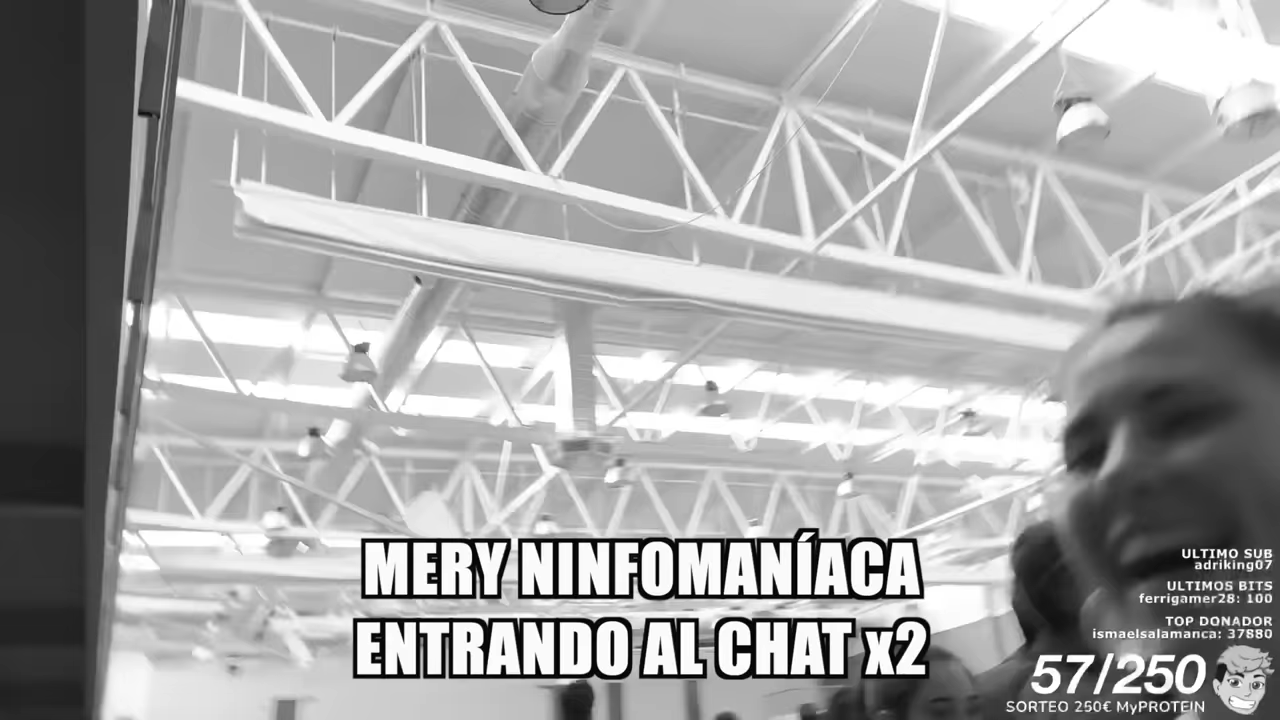 MERY NINFOMANÍACA
ENTRANDO AL CHAT x2
ULTIMO SUB
adriking07
ULTIMOS BITS
ferrigamer28: 100
TOP DONADOR
ismaelsalamanca: 37880
57/250
SORTEO 250€ MyPROTEIN